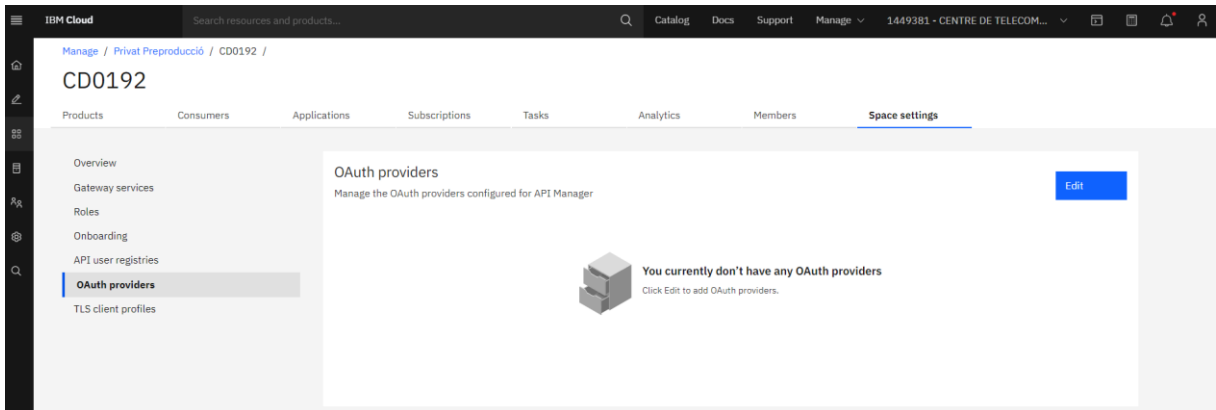 IBM Cloud Search resources and products... Catalog Docs Support Manage 1449381 - CENTRE DE TELECOM...
Manage / Privat Preproducció / CD0192 /
CD0192
Products Consumers Applications Subscriptions Tasks Analytics Members Space settings
Overview
Gateway services
Roles
Onboarding
API user registries
OAuth providers
TLS client profiles
OAuth providers
Manage the OAuth providers configured for API Manager
Edit
You currently don't have any OAuth providers
Click Edit to add OAuth providers.